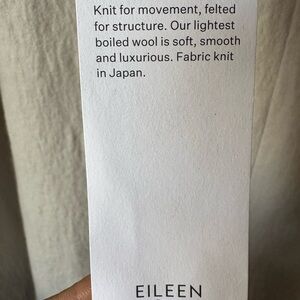 Knit for movement, felted
for structure. Our lightest
boiled wool is soft, smooth
and luxurious. Fabric knit
in Japan.
EILEEN